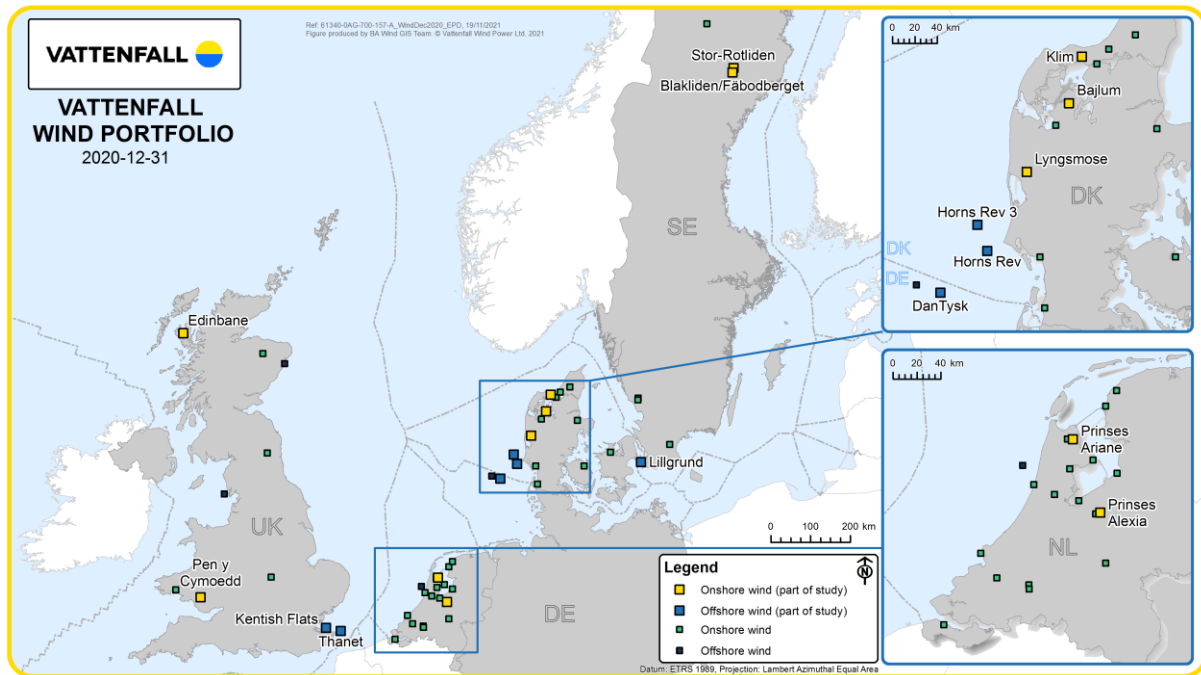 VATTENFALL
VATTENFALL
WIND PORTFOLIO
2020-12-31
Ref: 61340-0AG-700-157-A_WindDec2020_EPD, 19/11/2021
Figure produced by BA Wind GIS Team. © Vattenfall Wind Power Ltd. 2021
Stor-Rotliden
Blakliden/Fäbodberget
SE
Edinbane
Lillgrund
UK
Pen y
Cymoedd
Kentish Flats
Thanet
DE
0 100 200 km
Legend
N
Onshore wind (part of study)
Offshore wind (part of study)
Onshore wind
Offshore wind
Datum: ETRS 1989, Projection: Lambert Azimuthal Equal Area
0 20 40 km
Klim
Bajlum
Lyngsmose
DK
Horns Rev 3
DK
Horns Rev
DE
DanTysk
0 20 40 km
Prinses
Ariane
Prinses
Alexia
NL